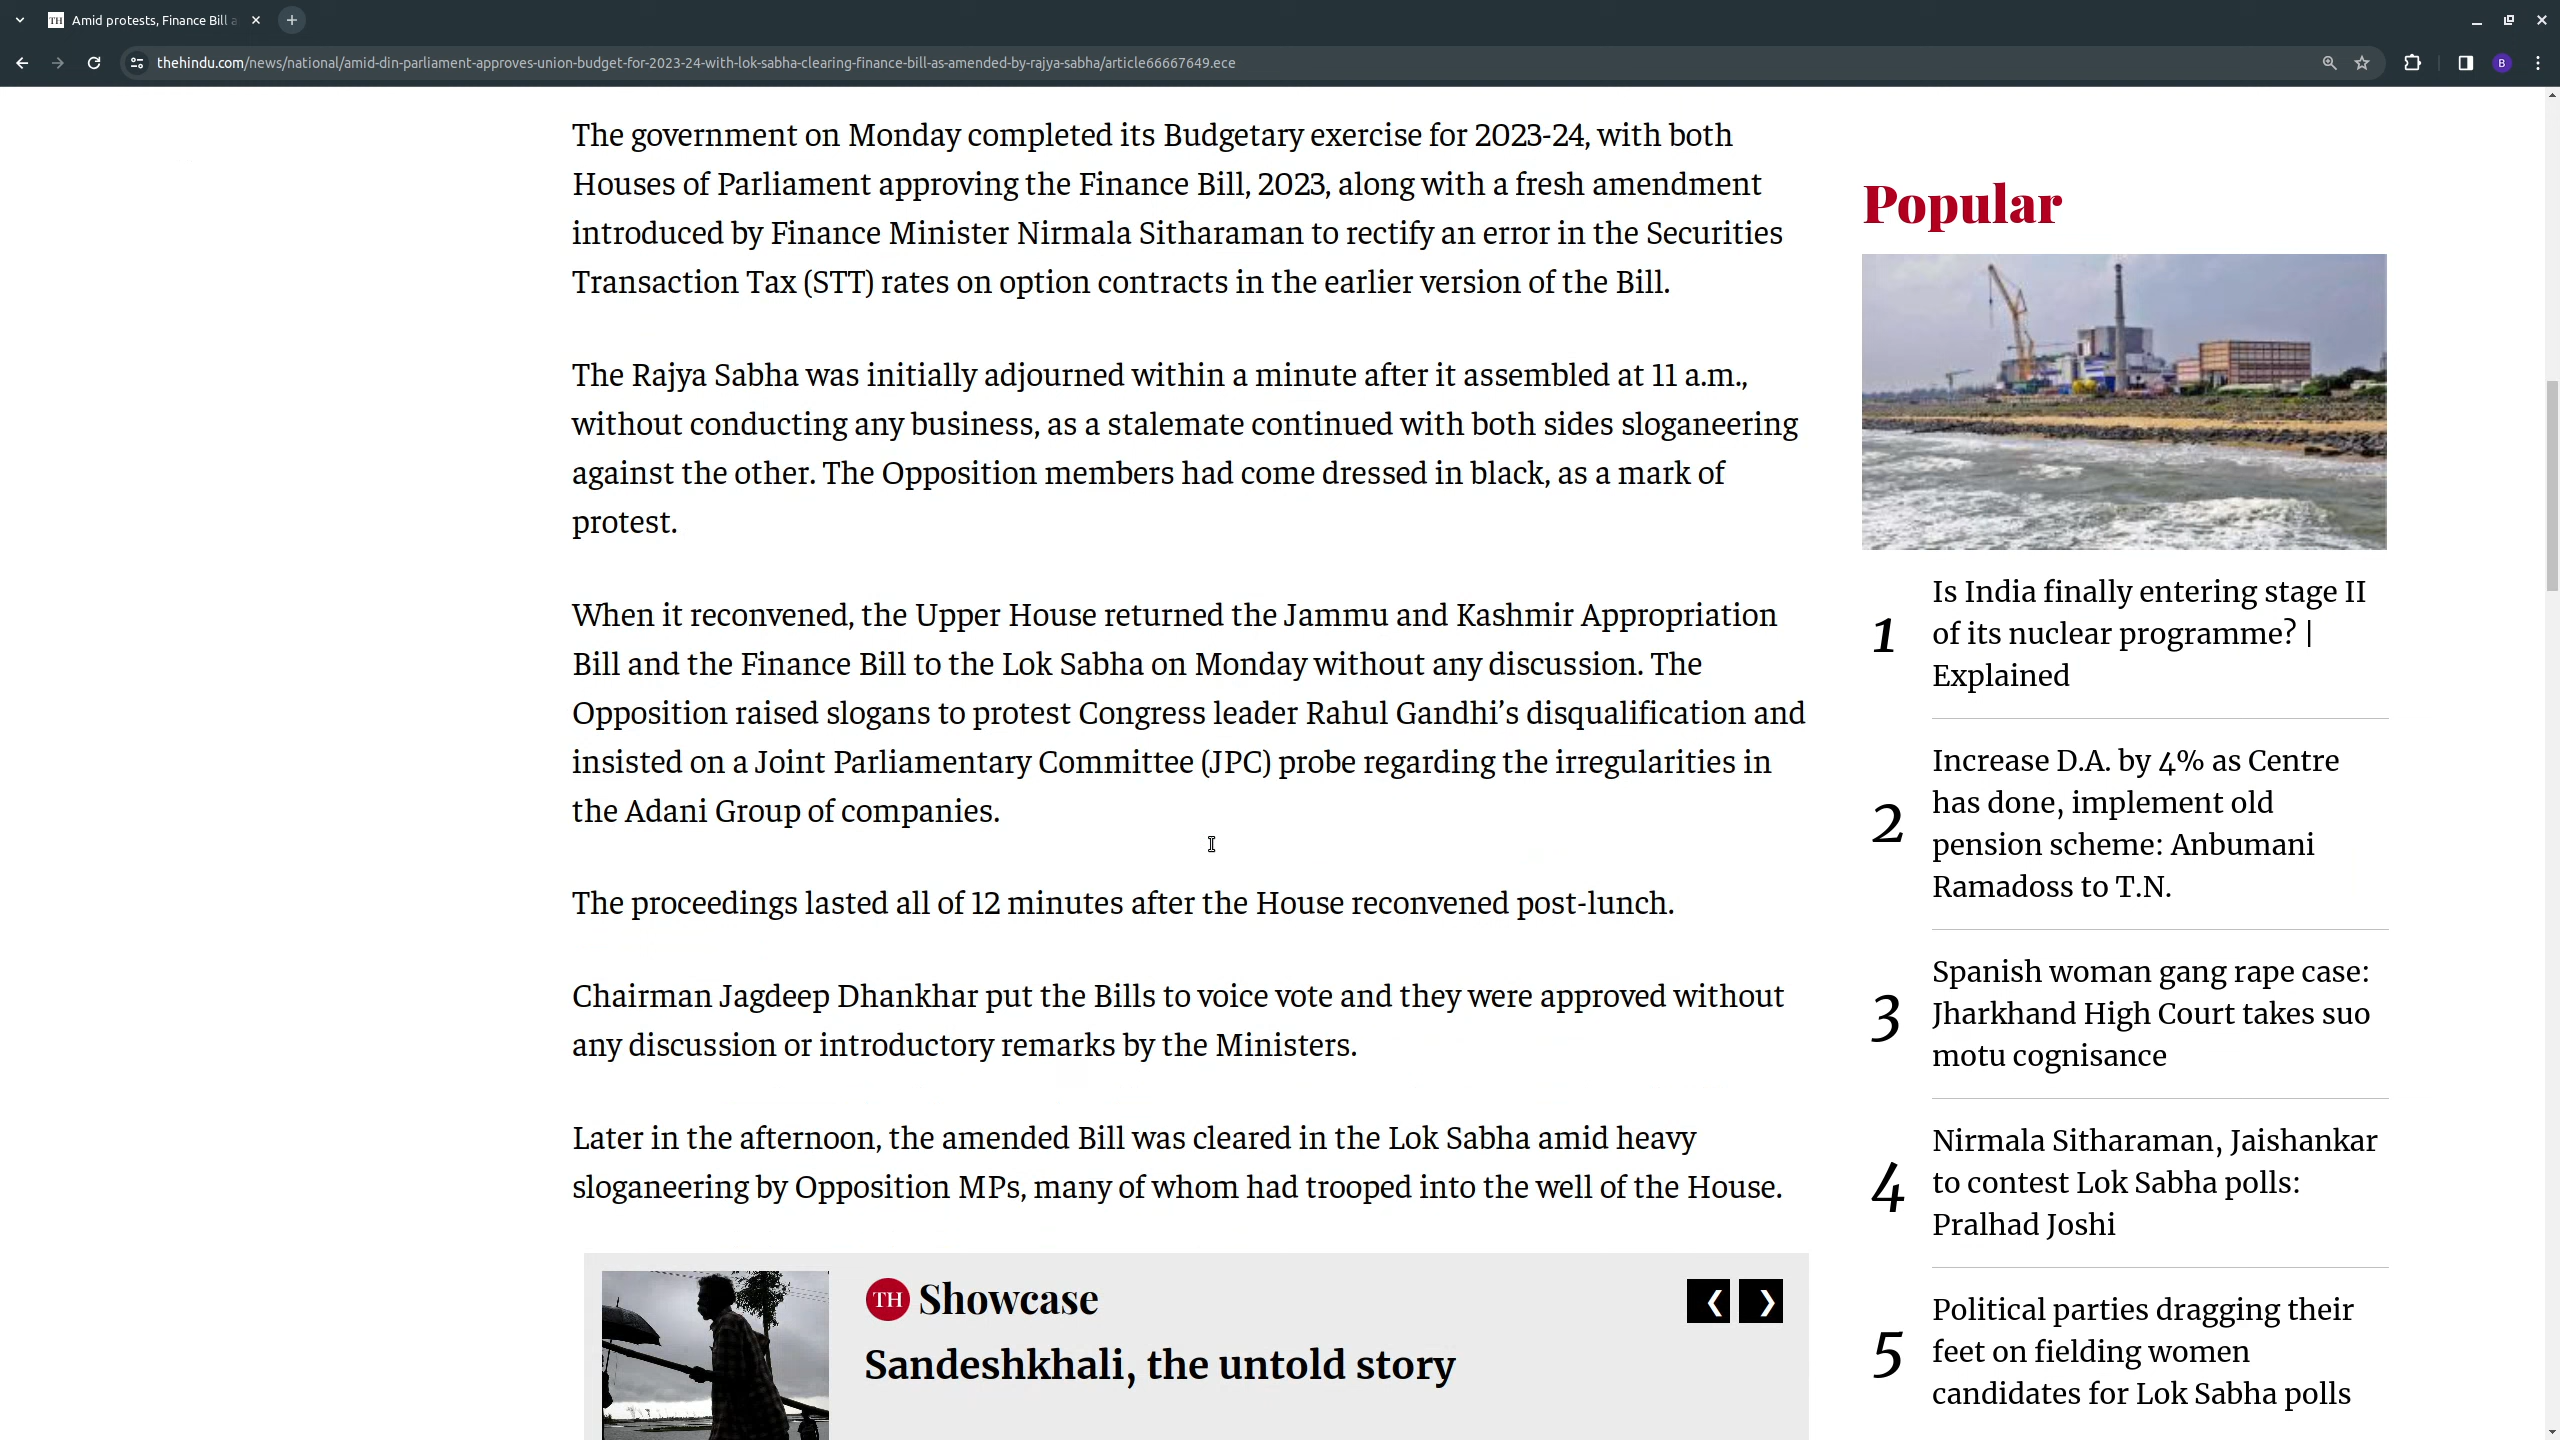 Amid protests, Finance Bill a
thehindu.com/news/national/amid-din-parliament-approves-union-budget-for-2023-24-with-lok-sabha-clearing-finance-bill-as-amended-by-rajya-sabha/article66667649.ece
B
The government on Monday completed its Budgetary exercise for 2023-24, with both
Houses of Parliament approving the Finance Bill, 2023, along with a fresh amendment
introduced by Finance Minister Nirmala Sitharaman to rectify an error in the Securities
Transaction Tax (STT) rates on option contracts in the earlier version of the Bill.
The Rajya Sabha was initially adjourned within a minute after it assembled at 11 a.m.,
without conducting any business, as a stalemate continued with both sides sloganeering
against the other. The Opposition members had come dressed in black, as a mark of
protest.
When it reconvened, the Upper House returned the Jammu and Kashmir Appropriation
Bill and the Finance Bill to the Lok Sabha on Monday without any discussion. The
Opposition raised slogans to protest Congress leader Rahul Gandhi’s disqualification and
insisted on a Joint Parliamentary Committee (JPC) probe regarding the irregularities in
the Adani Group of companies.
The proceedings lasted all of 12 minutes after the House reconvened post-lunch.
Chairman Jagdeep Dhankhar put the Bills to voice vote and they were approved without
any discussion or introductory remarks by the Ministers.
Later in the afternoon, the amended Bill was cleared in the Lok Sabha amid heavy
sloganeering by Opposition MPs, many of whom had trooped into the well of the House.
TH Showcase
Sandeshkhali, the untold story
Popular
1
Is India finally entering stage II
of its nuclear programme? |
Explained
2
Increase D.A. by 4% as Centre
has done, implement old
pension scheme: Anbumani
Ramadoss to T.N.
3
Spanish woman gang rape case:
Jharkhand High Court takes suo
motu cognisance
4
Nirmala Sitharaman, Jaishankar
to contest Lok Sabha polls:
Pralhad Joshi
5
Political parties dragging their
feet on fielding women
candidates for Lok Sabha polls